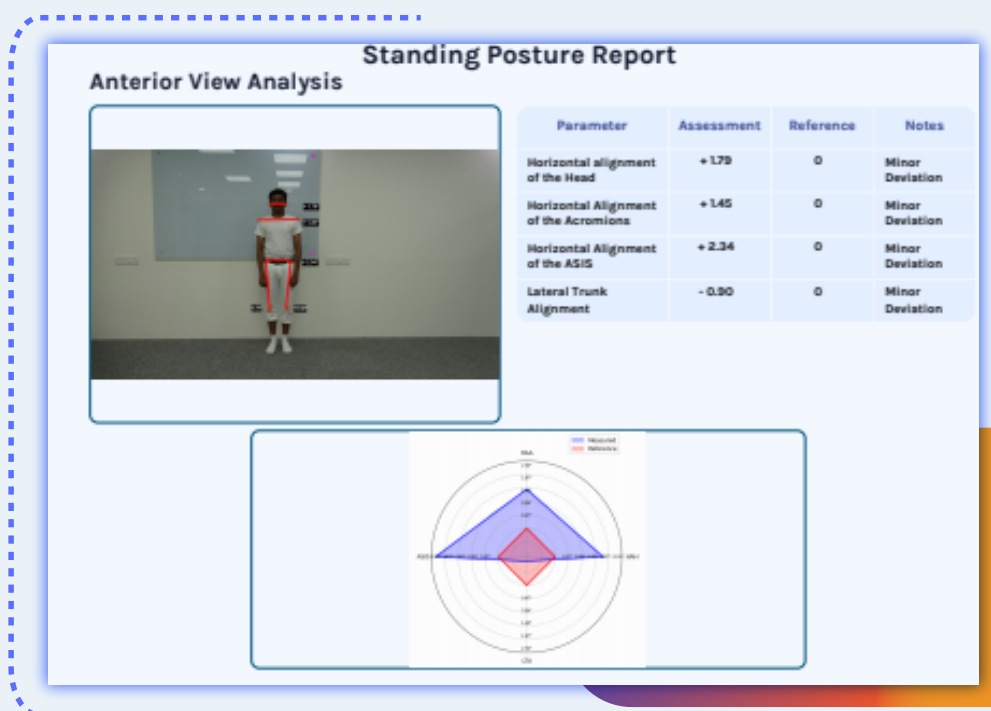 Standing Posture Report
Anterior View Analysis
Parameter Assessment Reference Notes
Horizontal alignment
of the Head
+ 1.79 0 Minor
Deviation
Horizontal Alignment
of the Acromions
+ 1.45 0 Minor
Deviation
Horizontal Alignment
of the ASIS
+ 2.34 0 Minor
Deviation
Lateral Trunk
Alignment
- 0.90 0 Minor
Deviation
Measured
Reference